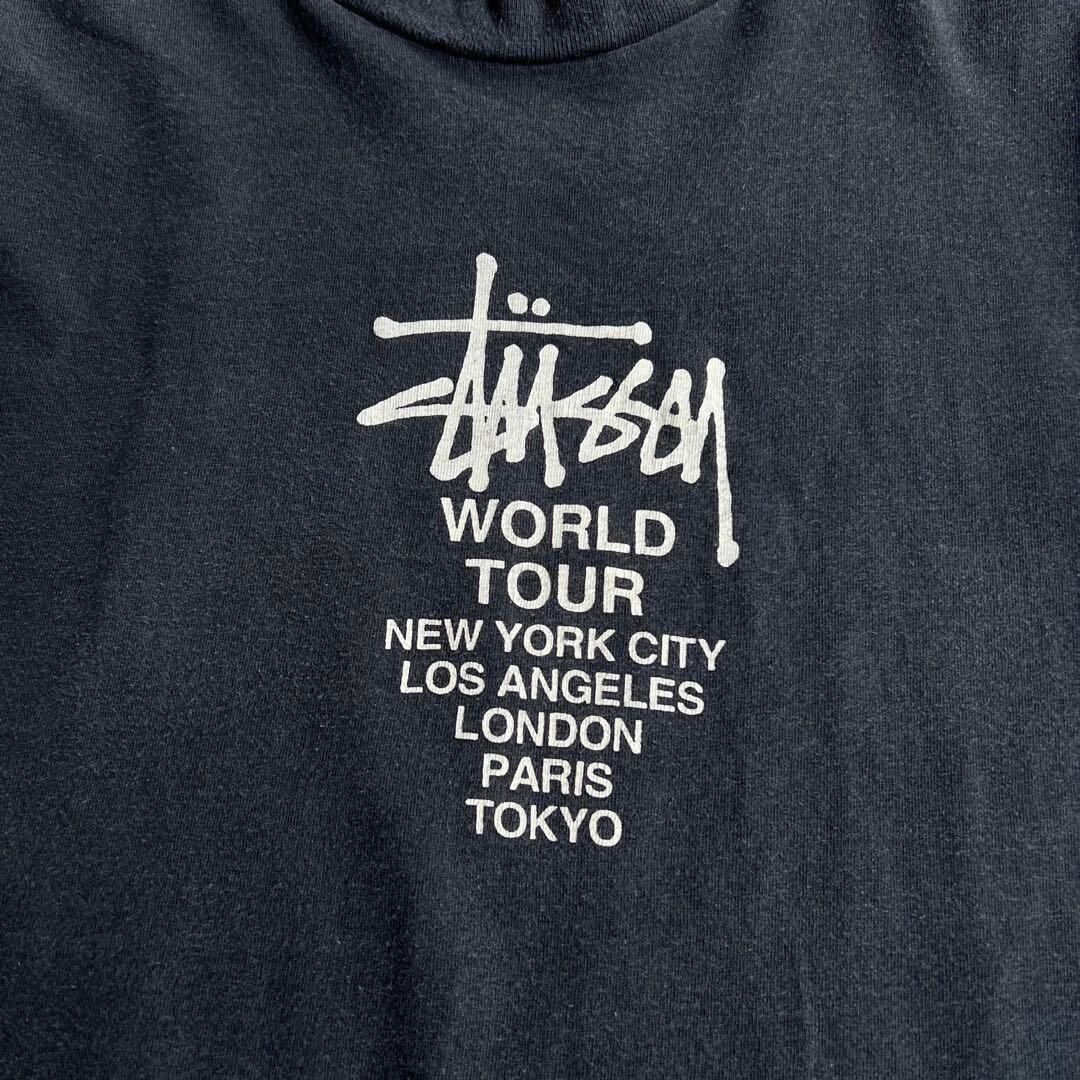 Stüssy
WORLD
TOUR
NEW YORK CITY
LOS ANGELES
LONDON
PARIS
TOKYO